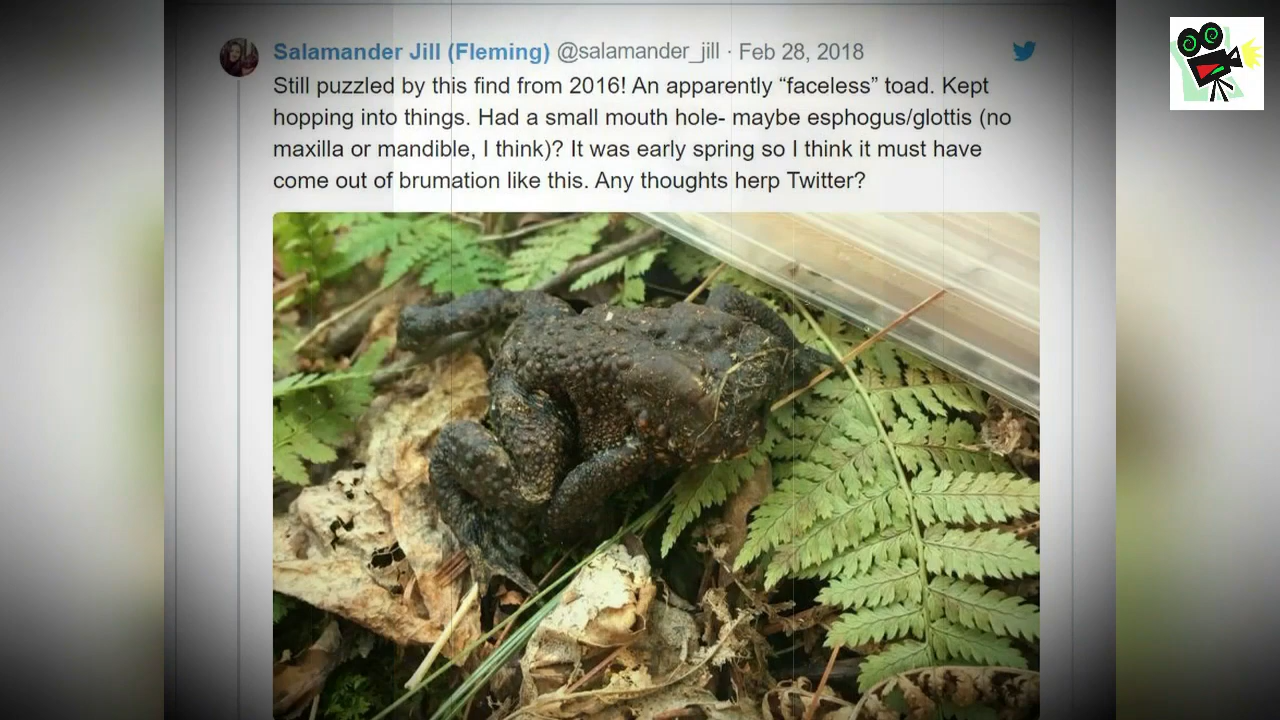 Salamander Jill (Fleming) @salamander_jill · Feb 28, 2018
Still puzzled by this find from 2016! An apparently “faceless” toad. Kept
hopping into things. Had a small mouth hole- maybe esphogus/glottis (no
maxilla or mandible, I think)? It was early spring so I think it must have
come out of brumation like this. Any thoughts herp Twitter?